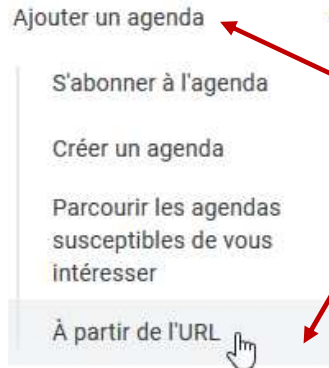 Ajouter un agenda
S'abonner à l'agenda
Créer un agenda
Parcourir les agendas
susceptibles de vous
intéresser
À partir de l'URL